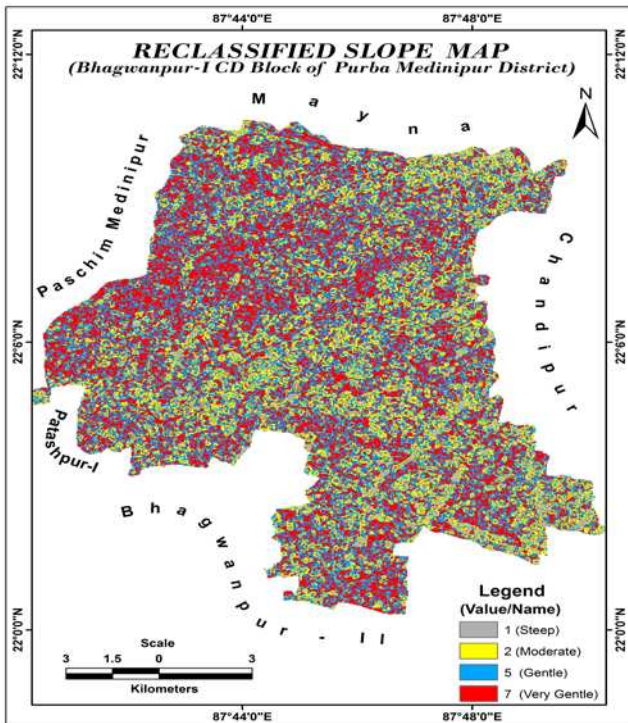 87°44'0"E
87°48'0"E
22°12'0"N
22°12'0"N
RECLASSIFIED SLOPE MAP
(Bhagwanpur-I CD Block of Purba Medinipur District)
Mayna
N
Paschim Medinipur
Chandipur
22°6'0"N
22°6'0"N
Patashpur-I
Bhagwanpur-II
Legend
(Value/Name)
1 (Steep)
2 (Moderate)
5 (Gentle)
7 (Very Gentle)
Scale
3 1.5 0 3
Kilometers
22°0'0"N
22°0'0"N
87°44'0"E
87°48'0"E